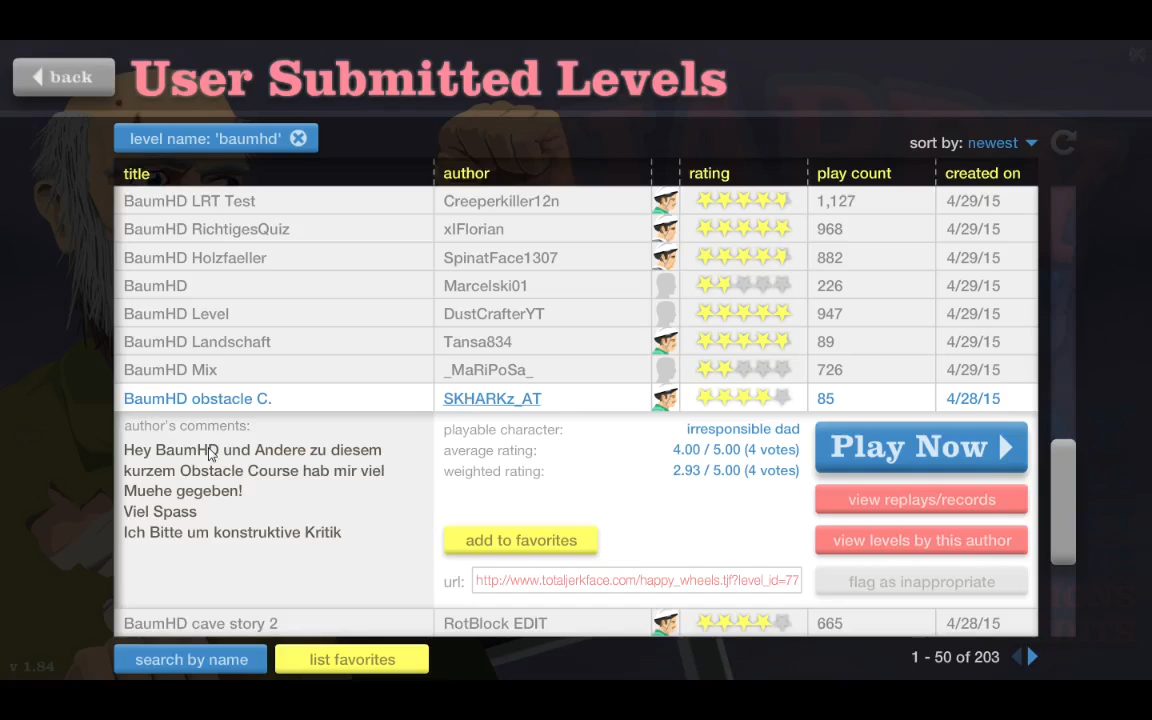 back
User Submitted Levels
level name: 'baumhd'
sort by: newest
title author rating play count created on
BaumHD LRT Test Creeperkiller12n 1,127 4/29/15
BaumHD RichtigesQuiz xIFlorian 968 4/29/15
BaumHD Holzfaeller SpinatFace1307 882 4/29/15
BaumHD Marcelski01 226 4/29/15
BaumHD Level DustCrafterYT 947 4/29/15
BaumHD Landschaft Tansa834 89 4/29/15
BaumHD Mix _MaRiPoSa_ 726 4/29/15
BaumHD obstacle C. SKHARKz_AT 85 4/28/15
author's comments:
Hey BaumHD und Andere zu diesem
kurzem Obstacle Course hab mir viel
Muehe gegeben!
Viel Spass
Ich Bitte um konstruktive Kritik
playable character: irresponsible dad
average rating: 4.00 / 5.00 (4 votes)
weighted rating: 2.93 / 5.00 (4 votes)
add to favorites
url: http://www.totaljerkface.com/happy_wheels.tjf?level_id=77
Play Now
view replays/records
view levels by this author
flag as inappropriate
BaumHD cave story 2 RotBlock EDIT 665 4/28/15
v 1.84
search by name
list favorites
1 - 50 of 203